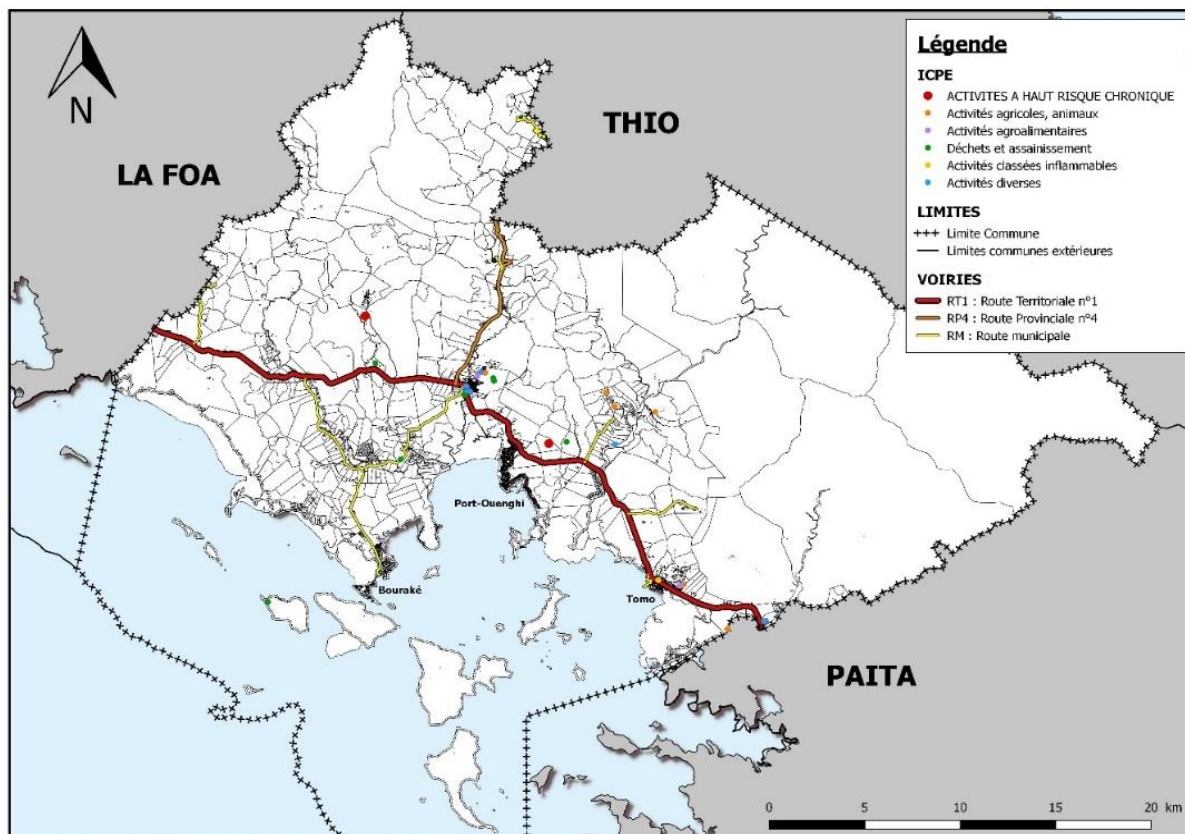 N
LA FOA
THIO
PAITA
Port-Ouenghi
Bouraké
Tomo
Légende
ICPE
ACTIVITES A HAUT RISQUE CHRONIQUE
Activités agricoles, animaux
Activités agroalimentaires
Déchets et assainissement
Activités classées inflammables
Activités diverses
LIMITES
Limite Commune
Limites communes extérieures
VOIRIES
RT1 : Route Territoriale n°1
RP4 : Route Provinciale n°4
RM : Route municipale
0 5 10 15 20 km